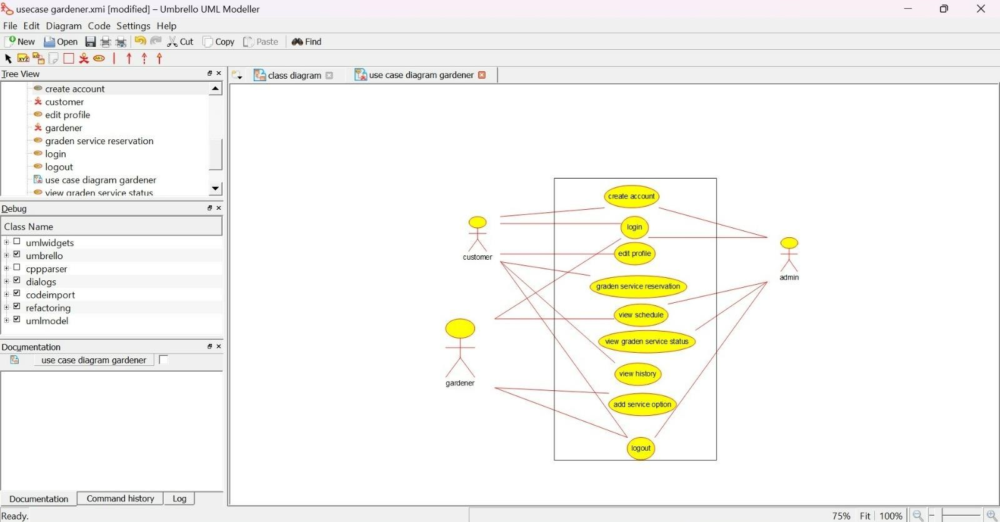 usecase gardener.xmi [modified] – Umbrello UML Modeller
File Edit Diagram Code Settings Help
New Open Cut Copy Paste Find
XYZ XYZ ABC
Tree View
class diagram
use case diagram gardener
create account
customer
edit profile
gardener
graden service reservation
login
logout
use case diagram gardener
view graden service status
Debug
Class Name
umlwidgets
umbrello
cppparser
dialogs
codeimport
refactoring
umlmodel
Documentation
use case diagram gardener
Documentation
Command history
Log
Ready.
create account
login
edit profile
graden service reservation
view schedule
view graden service status
view history
add service option
logout
customer
gardener
admin
75% Fit 100%